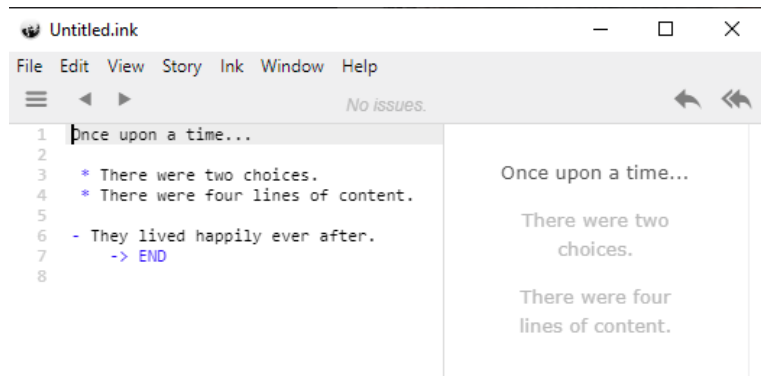 Untitled.ink
File Edit View Story Ink Window Help
No issues.
1 Once upon a time...
2
3 * There were two choices.
4 * There were four lines of content.
5
6 - They lived happily ever after.
7 -> END
8
Once upon a time...
There were two
choices.
There were four
lines of content.